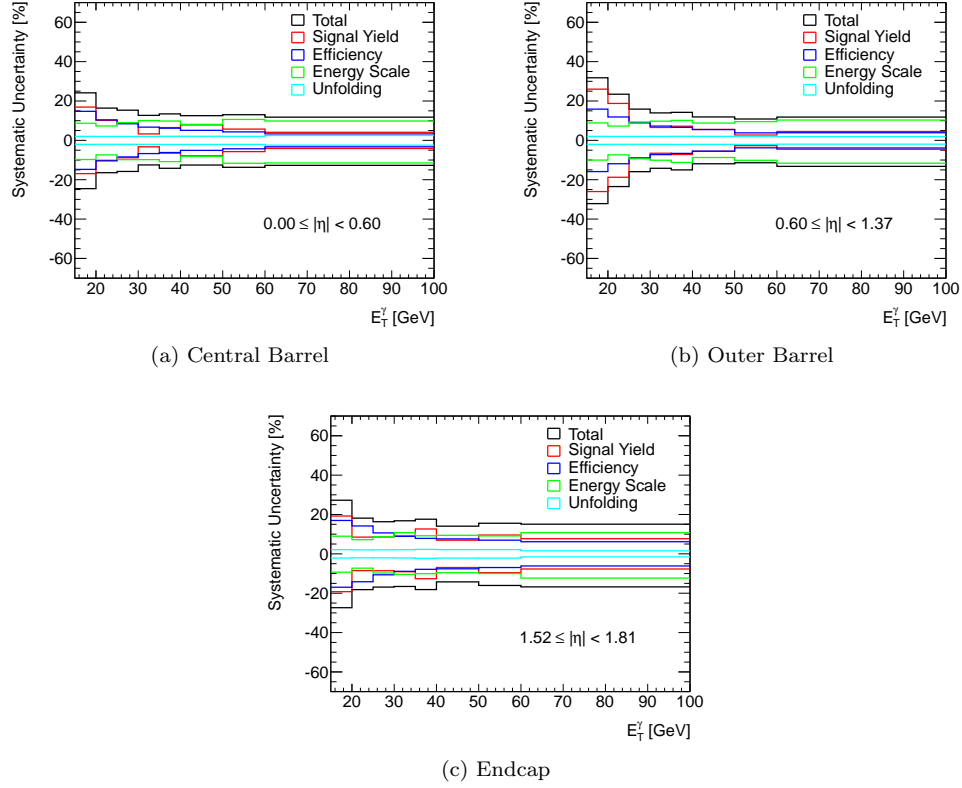 Systematic Uncertainty [%]
60
40
20
0
-20
-40
-60
Total
Signal Yield
Efficiency
Energy Scale
Unfolding
0.00 ≤ |η| < 0.60
20 30 40 50 60 70 80 90 100
E_T^γ [GeV]
(a) Central Barrel
Systematic Uncertainty [%]
60
40
20
0
-20
-40
-60
Total
Signal Yield
Efficiency
Energy Scale
Unfolding
0.60 ≤ |η| < 1.37
20 30 40 50 60 70 80 90 100
E_T^γ [GeV]
(b) Outer Barrel
Systematic Uncertainty [%]
60
40
20
0
-20
-40
-60
Total
Signal Yield
Efficiency
Energy Scale
Unfolding
1.52 ≤ |η| < 1.81
20 30 40 50 60 70 80 90 100
E_T^γ [GeV]
(c) Endcap